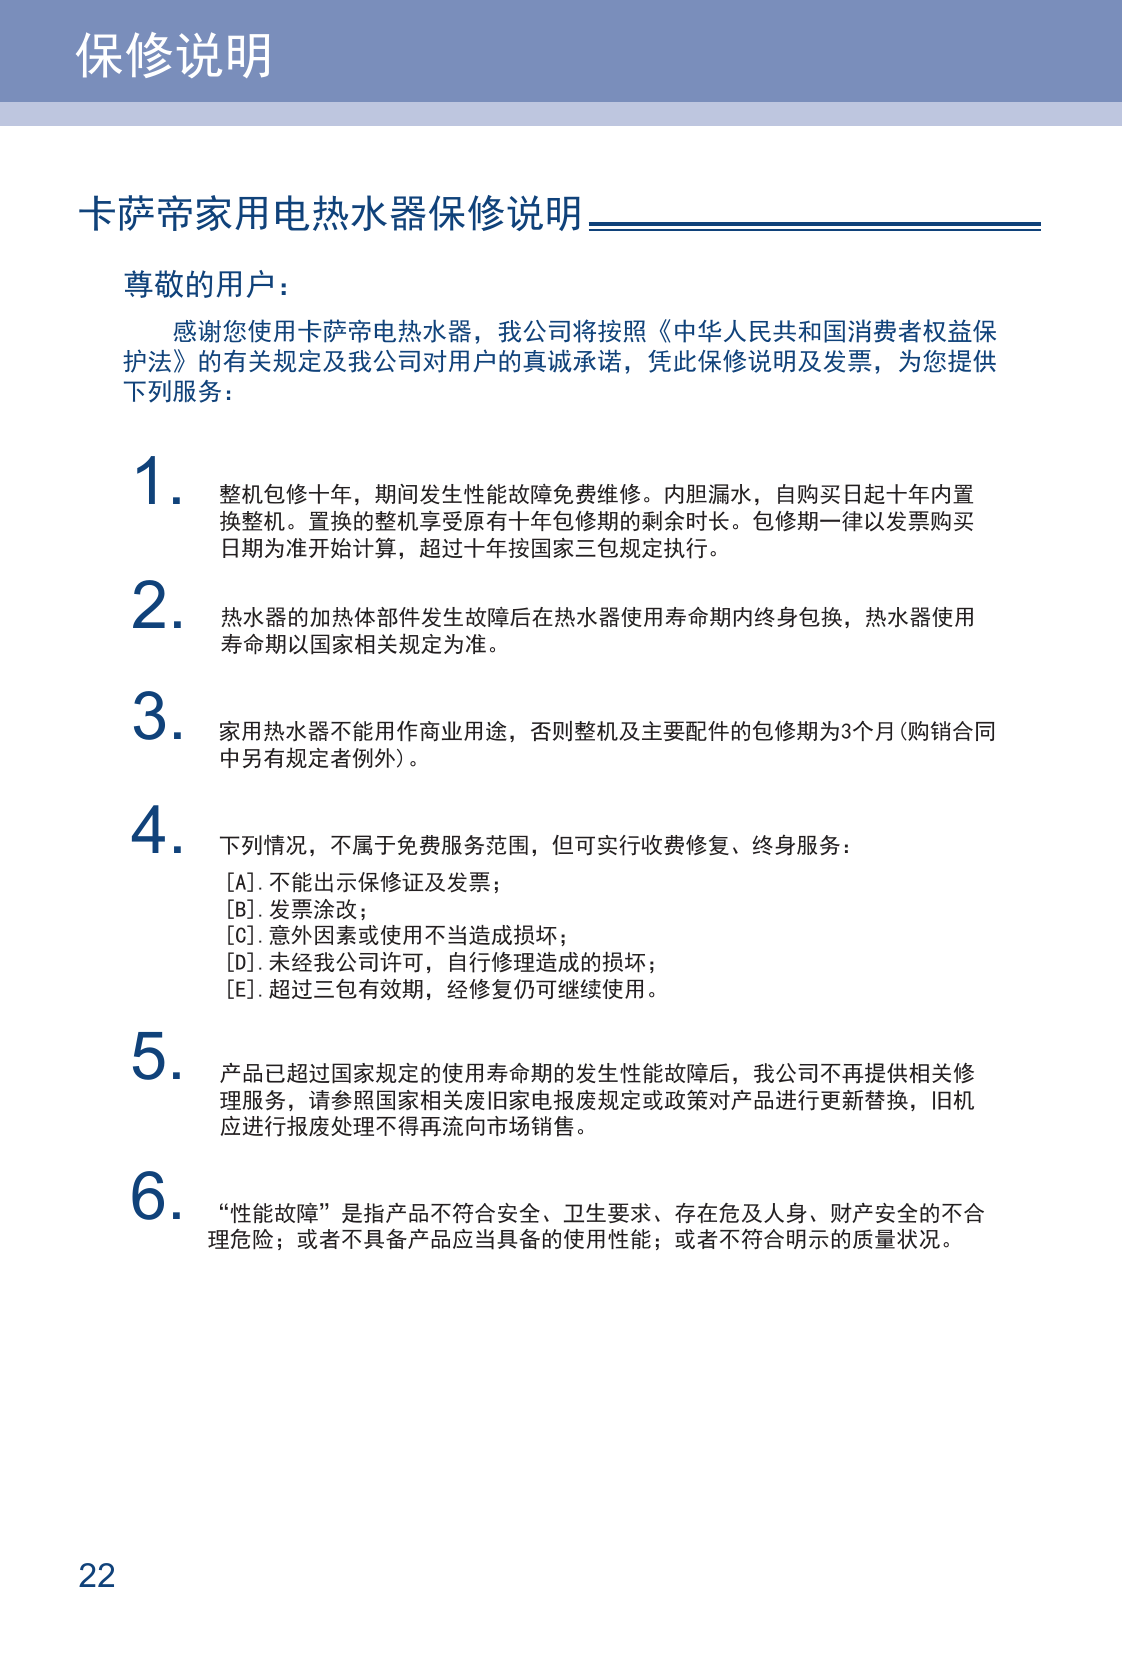 保修说明
卡萨帝家用电热水器保修说明
尊敬的用户：
感谢您使用卡萨帝电热水器，我公司将按照《中华人民共和国消费者权益保
护法》的有关规定及我公司对用户的真诚承诺，凭此保修说明及发票，为您提供
下列服务：
1. 整机包修十年，期间发生性能故障免费维修。内胆漏水，自购买日起十年内置
换整机。置换的整机享受原有十年包修期的剩余时长。包修期一律以发票购买
日期为准开始计算，超过十年按国家三包规定执行。
2. 热水器的加热体部件发生故障后在热水器使用寿命期内终身包换，热水器使用
寿命期以国家相关规定为准。
3. 家用热水器不能用作商业用途，否则整机及主要配件的包修期为3个月(购销合同
中另有规定者例外)。
4. 下列情况，不属于免费服务范围，但可实行收费修复、终身服务：
[A].不能出示保修证及发票；
[B].发票涂改；
[C].意外因素或使用不当造成损坏；
[D].未经我公司许可，自行修理造成的损坏；
[E].超过三包有效期，经修复仍可继续使用。
5. 产品已超过国家规定的使用寿命期的发生性能故障后，我公司不再提供相关修
理服务，请参照国家相关废旧家电报废规定或政策对产品进行更新替换，旧机
应进行报废处理不得再流向市场销售。
6. “性能故障”是指产品不符合安全、卫生要求、存在危及人身、财产安全的不合
理危险；或者不具备产品应当具备的使用性能；或者不符合明示的质量状况。
22